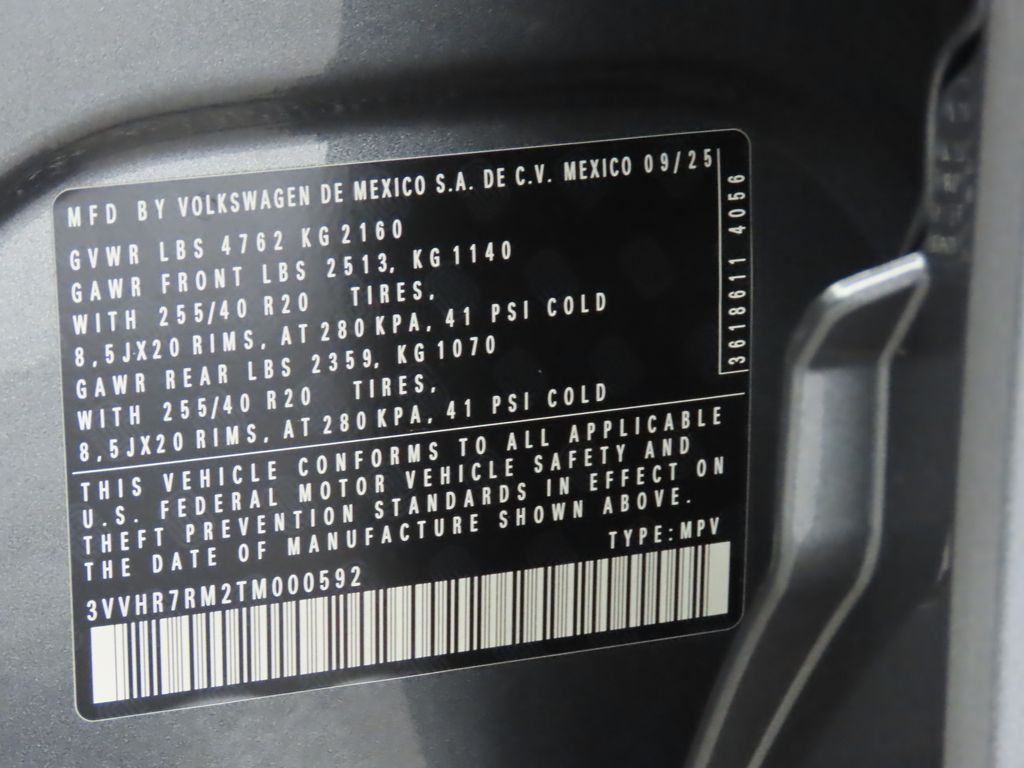 MFD BY VOLKSWAGEN DE MEXICO S.A. DE C.V. MEXICO 09/25
GVWR LBS 4762 KG 2160
GAWR FRONT LBS 2513, KG 1140
WITH 255/40 R20 TIRES,
8,5JX20 RIMS, AT 280 KPA, 41 PSI COLD
GAWR REAR LBS 2359, KG 1070
WITH 255/40 R20 TIRES,
8,5JX20 RIMS, AT 280 KPA, 41 PSI COLD
3618611 4056
THIS VEHICLE CONFORMS TO ALL APPLICABLE
U.S. FEDERAL MOTOR VEHICLE SAFETY AND
THEFT PREVENTION STANDARDS IN EFFECT ON
THE DATE OF MANUFACTURE SHOWN ABOVE.
TYPE:MPV
3VVHR7RM2TM000592